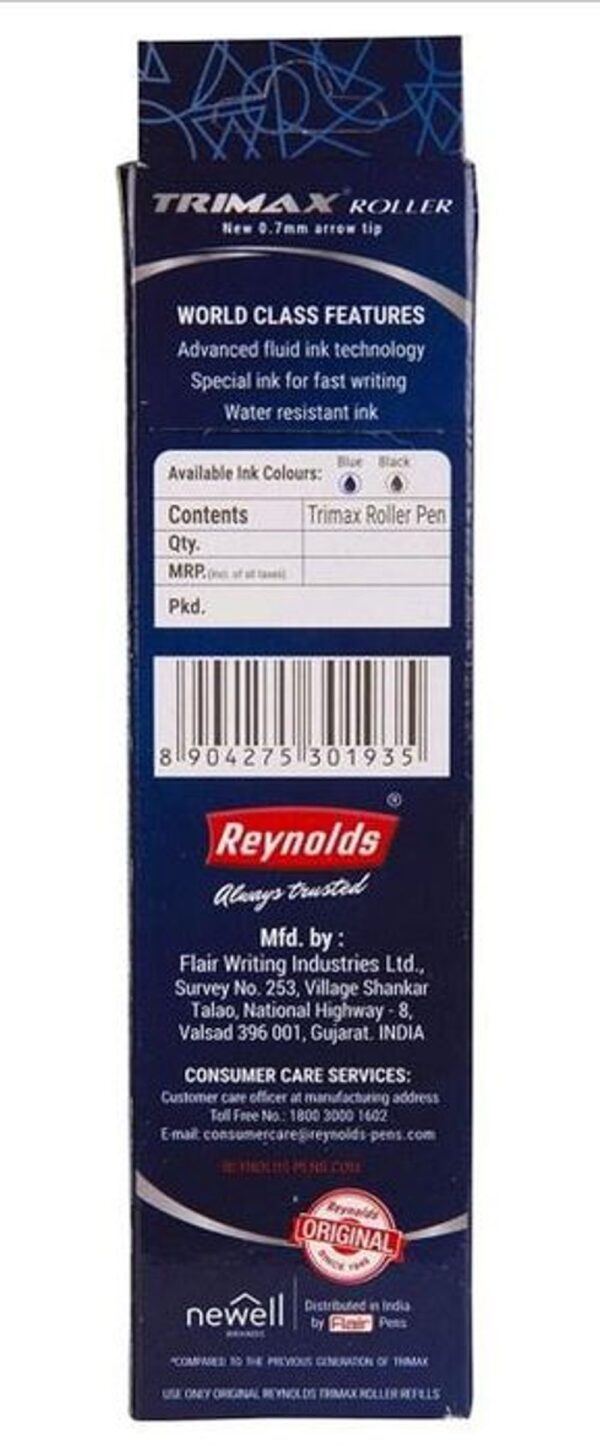 TRIMAX® ROLLER
New 0.7mm arrow tip
WORLD CLASS FEATURES
Advanced fluid ink technology
Special ink for fast writing
Water resistant ink
Available Ink Colours: Blue Black
Contents Trimax Roller Pen
Qty.
MRP.(Incl. of all taxes)
Pkd.
8 904275 301935
®
Reynolds
Always trusted
Mfd. by :
Flair Writing Industries Ltd.,
Survey No. 253, Village Shankar
Talao, National Highway - 8,
Valsad 396 001, Gujarat. INDIA
CONSUMER CARE SERVICES:
Customer care officer at manufacturing address
Toll Free No.: 1800 3000 1602
E-mail: consumercare@reynolds-pens.com
REYNOLDS-PENS.COM
Reynolds
ORIGINAL
SINCE 1945
newell
BRANDS
Distributed in India
by Flair Pens
*COMPARED TO THE PREVIOUS GENERATION OF TRIMAX
USE ONLY ORIGINAL REYNOLDS TRIMAX ROLLER REFILLS